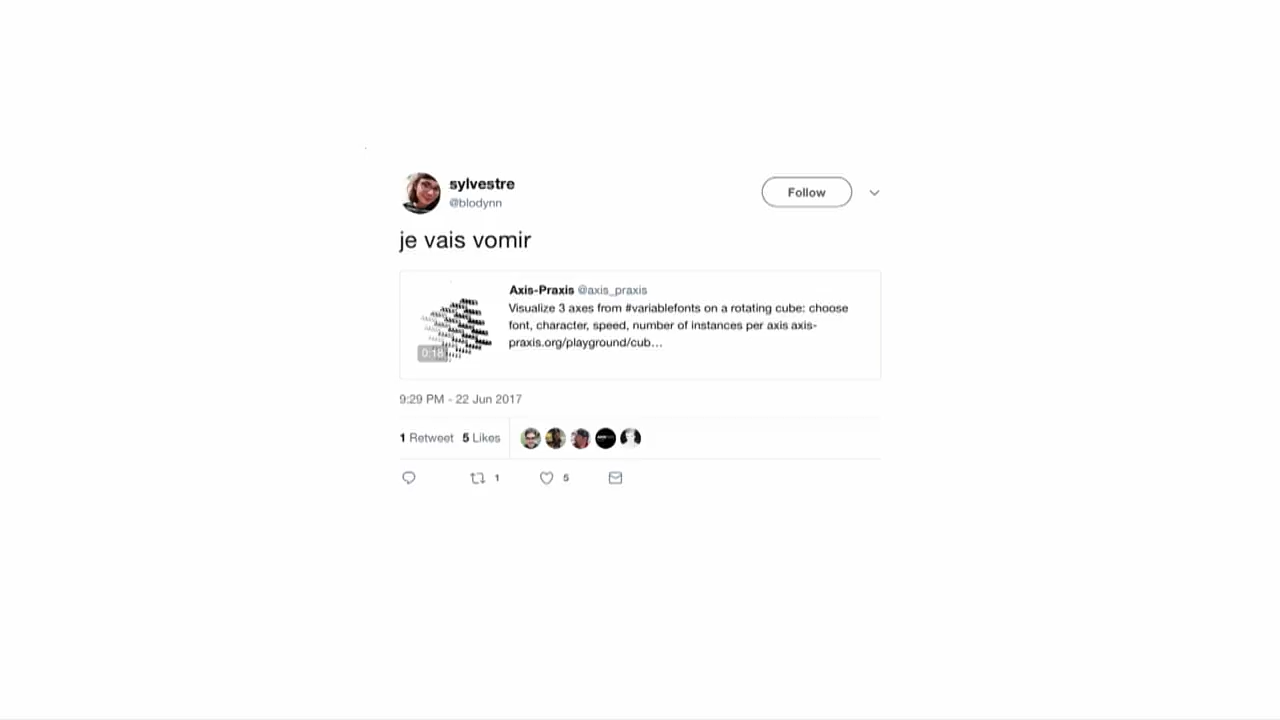 sylvestre
@blodynn
Follow
je vais vomir
Axis-Praxis @axis_praxis
Visualize 3 axes from #variablefonts on a rotating cube: choose
font, character, speed, number of instances per axis axis-
praxis.org/playground/cub…
0:18
9:29 PM - 22 Jun 2017
1 Retweet 5 Likes
1 5